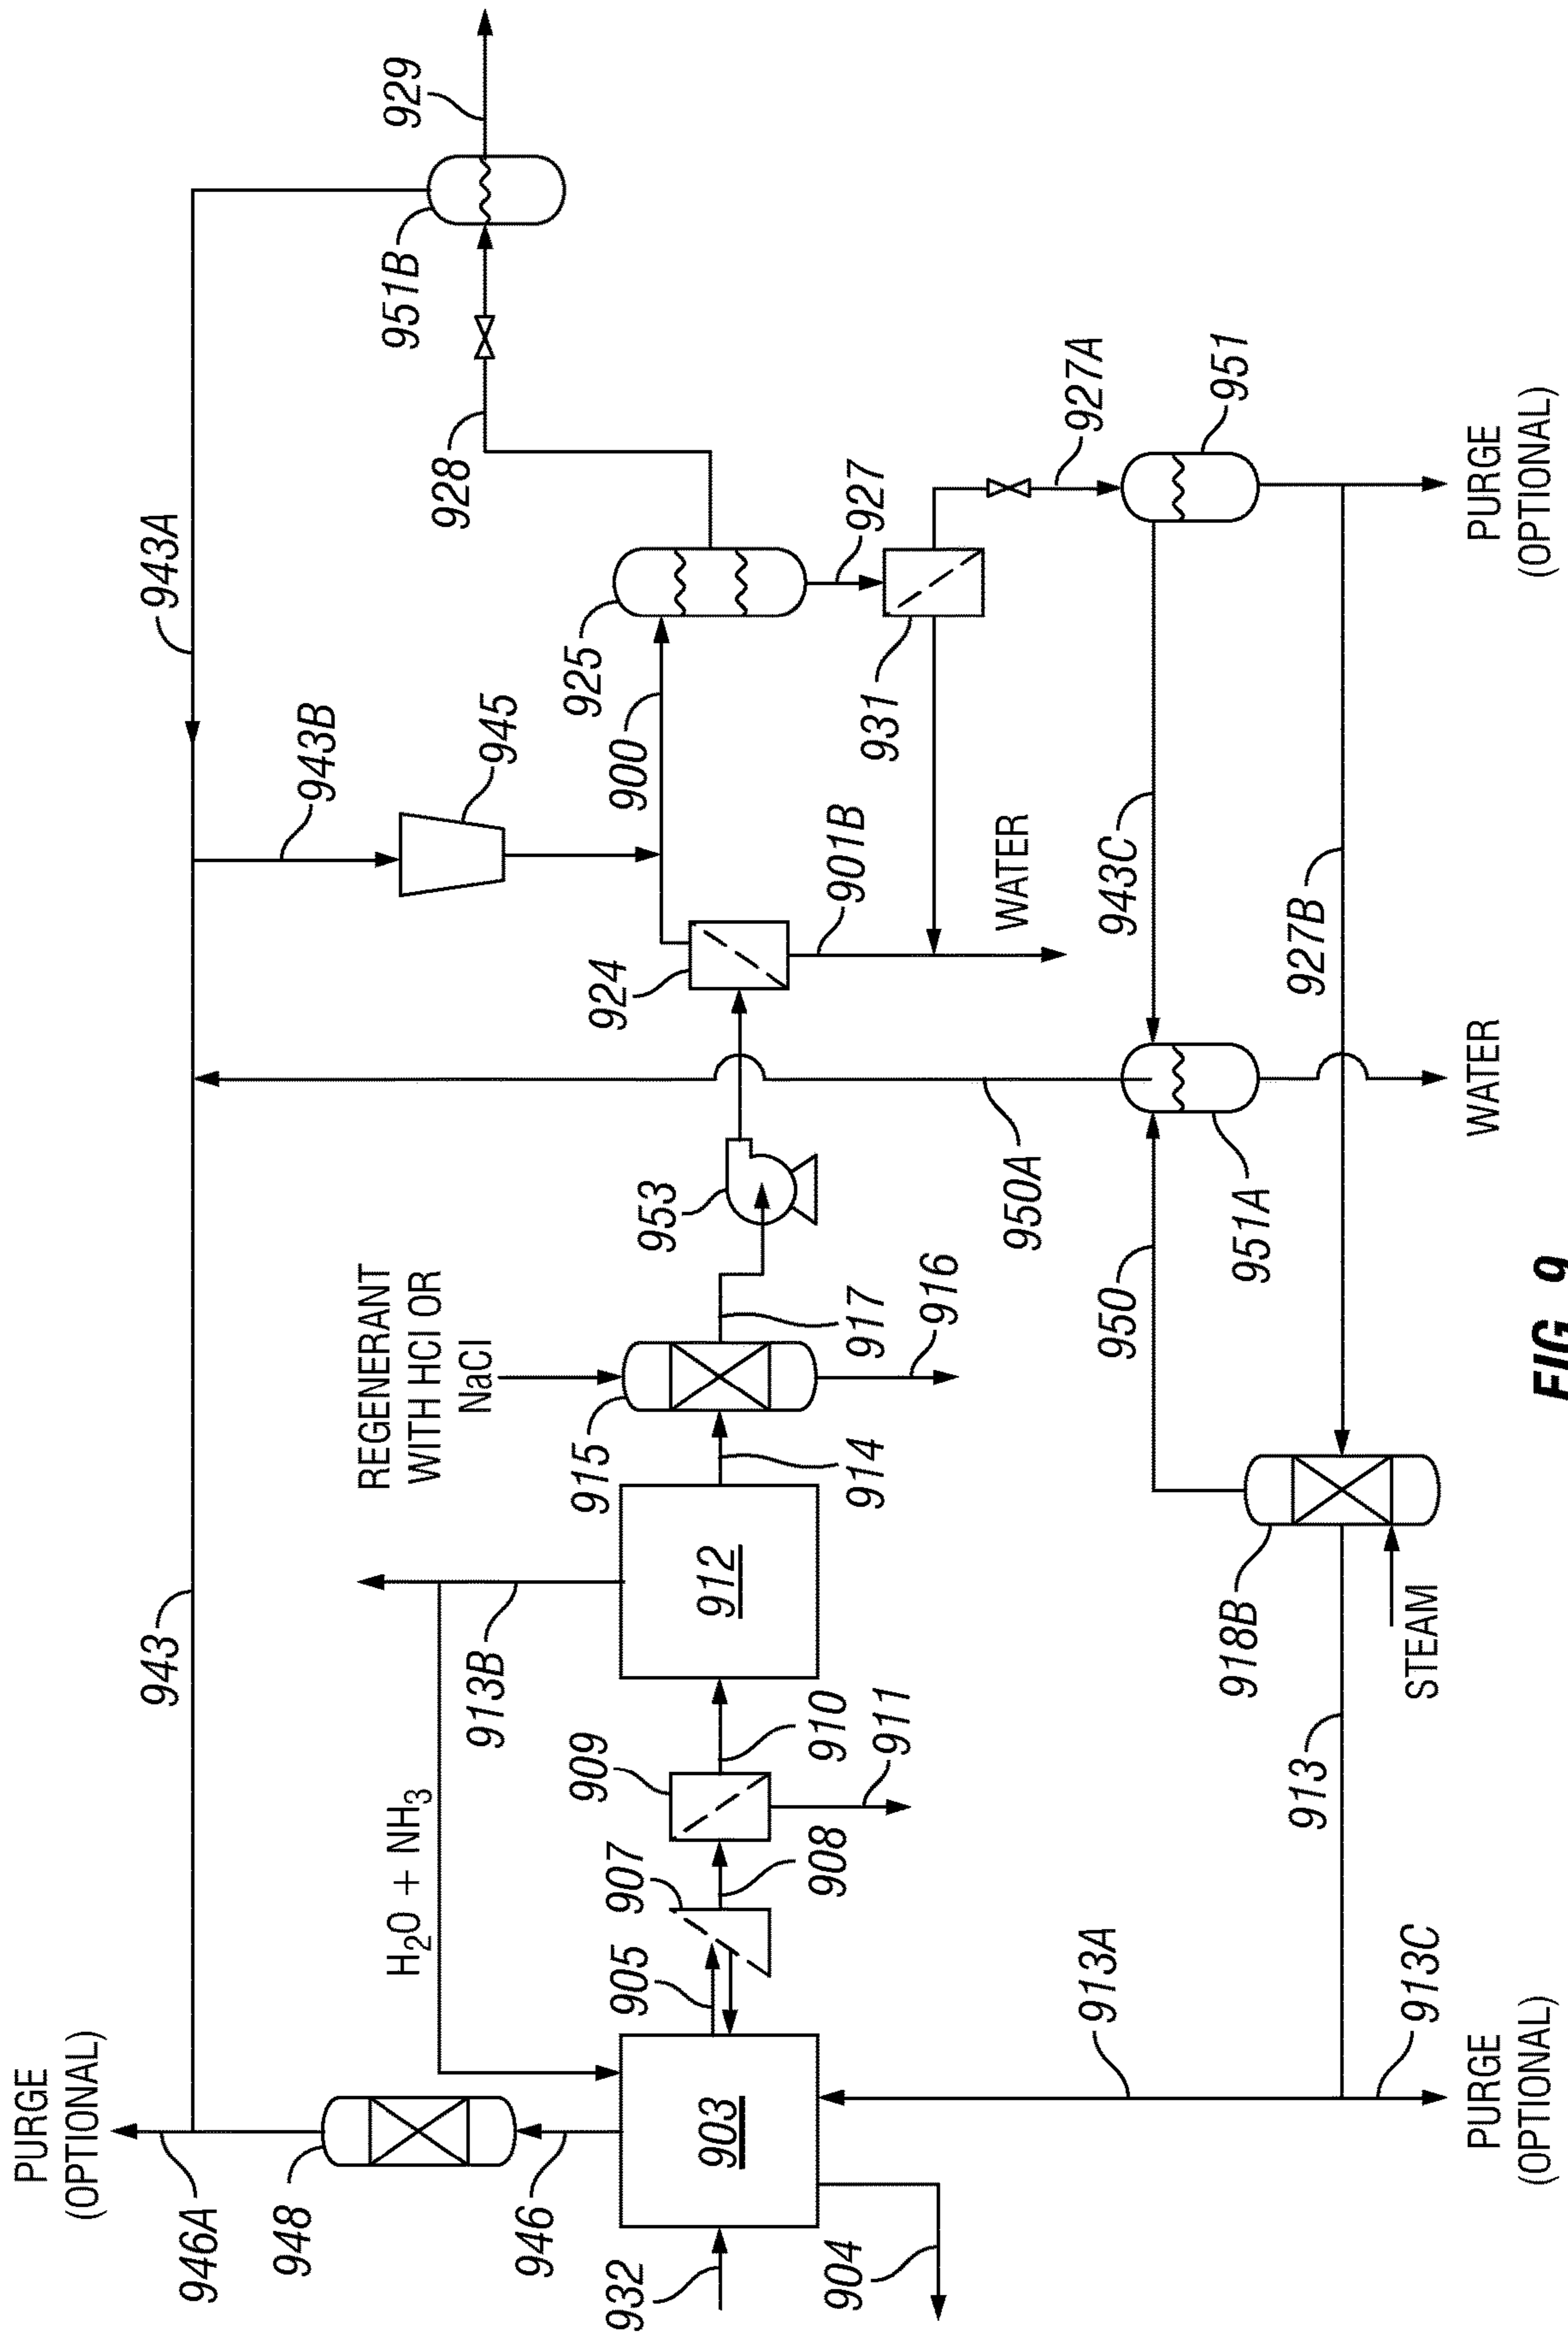 PURGE
(OPTIONAL)
946A
948
946
932
904
903
943
H₂O + NH₃
913B
905
907
908
909
910
911
912
914
915
REGENERANT
WITH HCl OR
NaCl
917
916
953
924
901B
WATER
943A
943B
945
900
925
928
951B
929
927
931
927A
951
PURGE
(OPTIONAL)
943C
927B
950A
951A
WATER
950
918B
STEAM
913
913A
913C
PURGE
(OPTIONAL)
FIG. 9